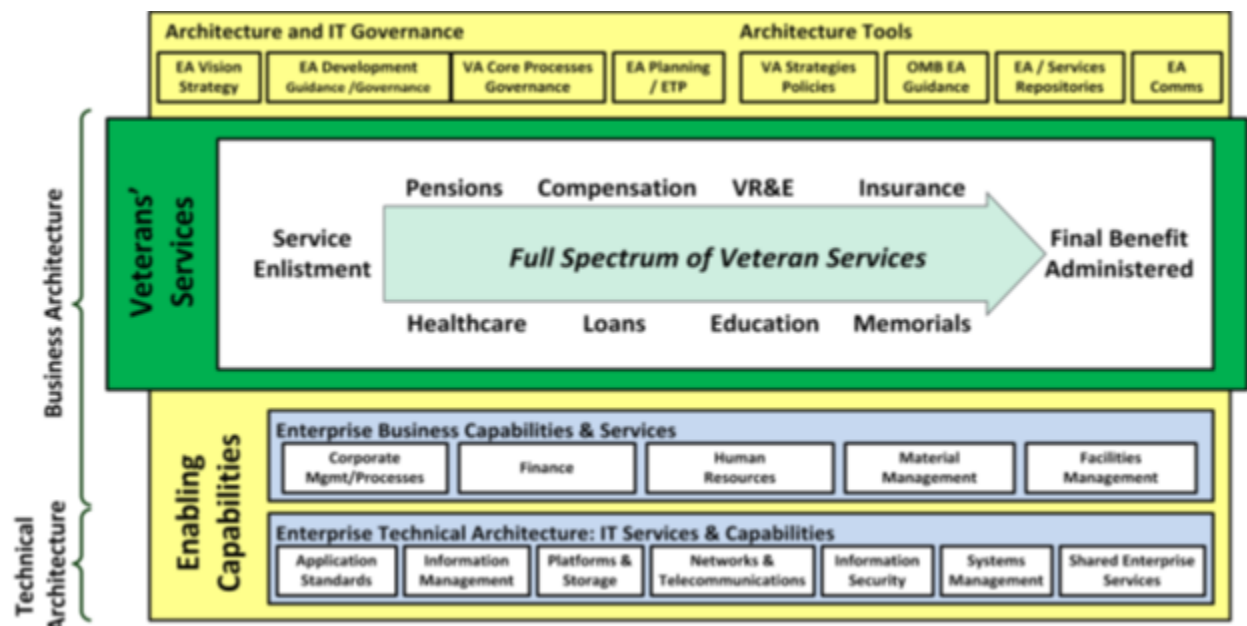 Architecture and IT Governance
Architecture Tools
EA Vision
Strategy
EA Development
Guidance /Governance
VA Core Processes
Governance
EA Planning
/ ETP
VA Strategies
Policies
OMB EA
Guidance
EA / Services
Repositories
EA
Comms
Business Architecture
Veterans'
Services
Pensions Compensation VR&E Insurance
Service
Enlistment
Full Spectrum of Veteran Services
Final Benefit
Administered
Healthcare Loans Education Memorials
Technical
Architecture
Enabling
Capabilities
Enterprise Business Capabilities & Services
Corporate
Mgmt/Processes
Finance
Human
Resources
Material
Management
Facilities
Management
Enterprise Technical Architecture: IT Services & Capabilities
Application
Standards
Information
Management
Platforms &
Storage
Networks &
Telecommunications
Information
Security
Systems
Management
Shared Enterprise
Services